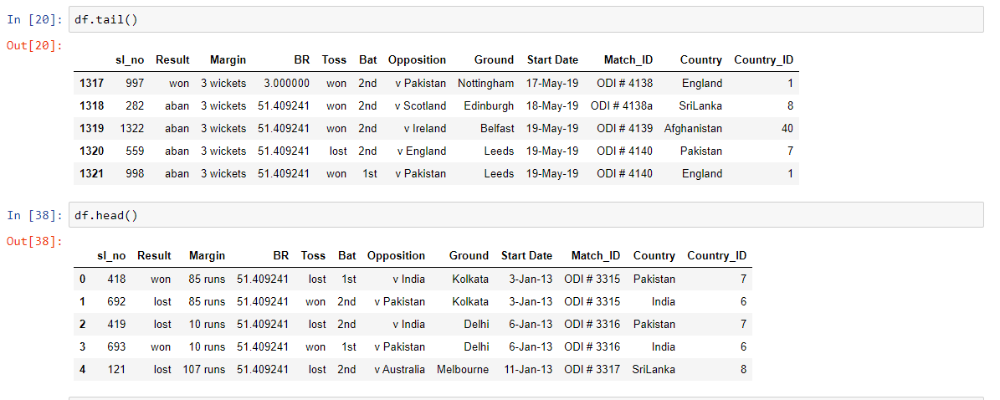 In [20]: df.tail()
Out[20]:
sl_no Result Margin BR Toss Bat Opposition Ground Start Date Match_ID Country Country_ID
1317 997 won 3 wickets 3.000000 won 2nd v Pakistan Nottingham 17-May-19 ODI # 4138 England 1
1318 282 aban 3 wickets 51.409241 won 2nd v Scotland Edinburgh 18-May-19 ODI # 4138a SriLanka 8
1319 1322 aban 3 wickets 51.409241 won 2nd v Ireland Belfast 19-May-19 ODI # 4139 Afghanistan 40
1320 559 aban 3 wickets 51.409241 lost 2nd v England Leeds 19-May-19 ODI # 4140 Pakistan 7
1321 998 aban 3 wickets 51.409241 won 1st v Pakistan Leeds 19-May-19 ODI # 4140 England 1
In [38]: df.head()
Out[38]:
sl_no Result Margin BR Toss Bat Opposition Ground Start Date Match_ID Country Country_ID
0 418 won 85 runs 51.409241 lost 1st v India Kolkata 3-Jan-13 ODI # 3315 Pakistan 7
1 692 lost 85 runs 51.409241 won 2nd v Pakistan Kolkata 3-Jan-13 ODI # 3315 India 6
2 419 lost 10 runs 51.409241 lost 2nd v India Delhi 6-Jan-13 ODI # 3316 Pakistan 7
3 693 won 10 runs 51.409241 won 1st v Pakistan Delhi 6-Jan-13 ODI # 3316 India 6
4 121 lost 107 runs 51.409241 lost 2nd v Australia Melbourne 11-Jan-13 ODI # 3317 SriLanka 8